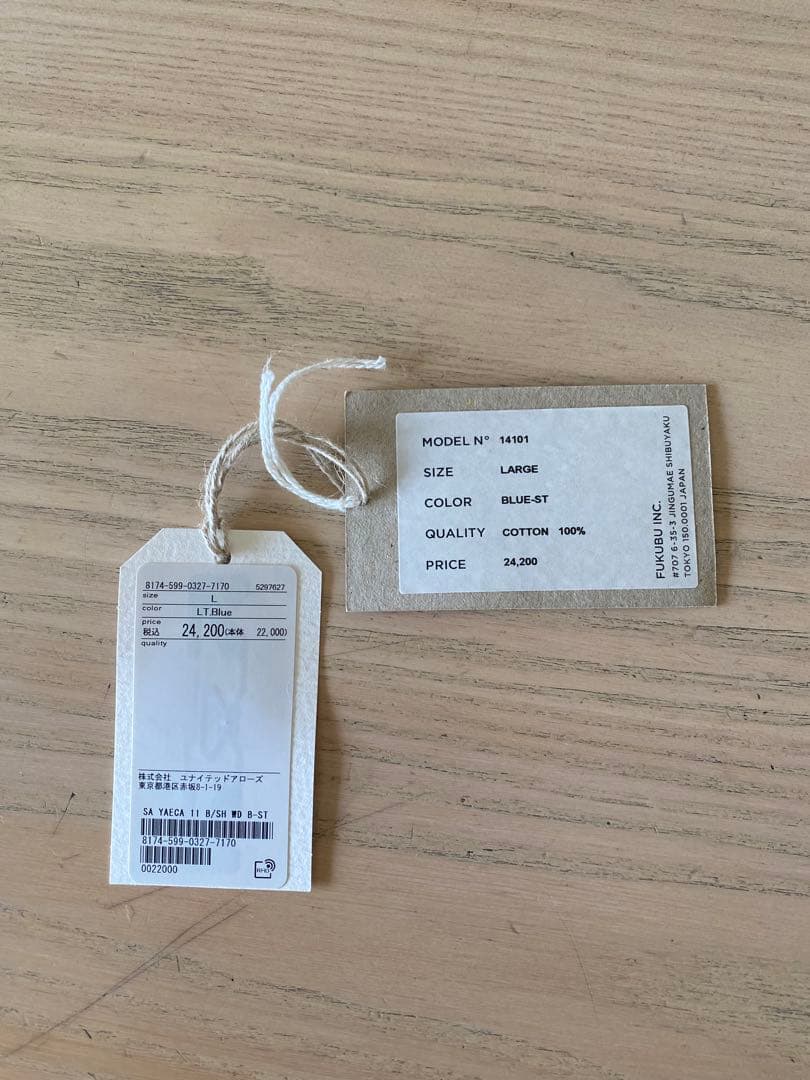 MODEL N° 14101
SIZE LARGE
COLOR BLUE-ST
QUALITY COTTON 100%
PRICE 24,200
FUKUBU INC.
#707 6-35-3 JINGUMAE SHIBUYAKU
TOKYO 150.0001 JAPAN
8174-599-0327-7170 5297627
size L
color LT.Blue
price
税込 24,200(本体 22,000)
quality
株式会社 ユナイテッドアローズ
東京都港区赤坂8-1-19
SA YAECA 11 B/SH WD B-ST
8174-599-0327-7170
0022000
RFID